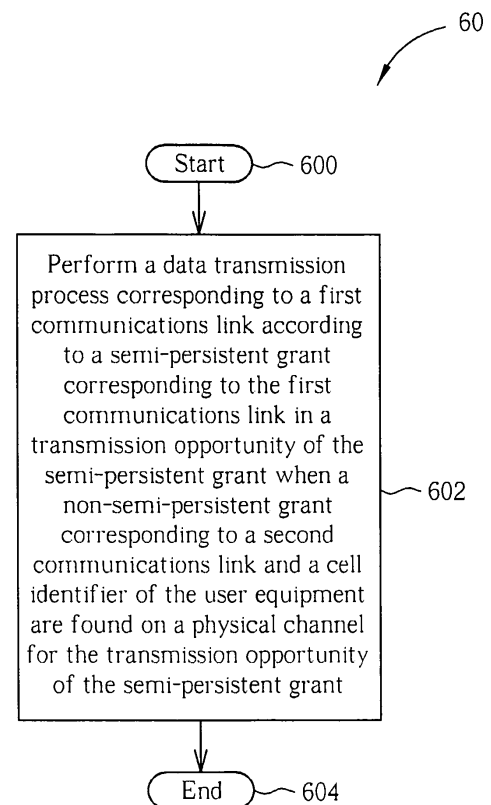 60
Start
600
Perform a data transmission
process corresponding to a first
communications link according
to a semi-persistent grant
corresponding to the first
communications link in a
transmission opportunity of the
semi-persistent grant when a
non-semi-persistent grant
corresponding to a second
communications link and a cell
identifier of the user equipment
are found on a physical channel
for the transmission opportunity
of the semi-persistent grant
602
End
604